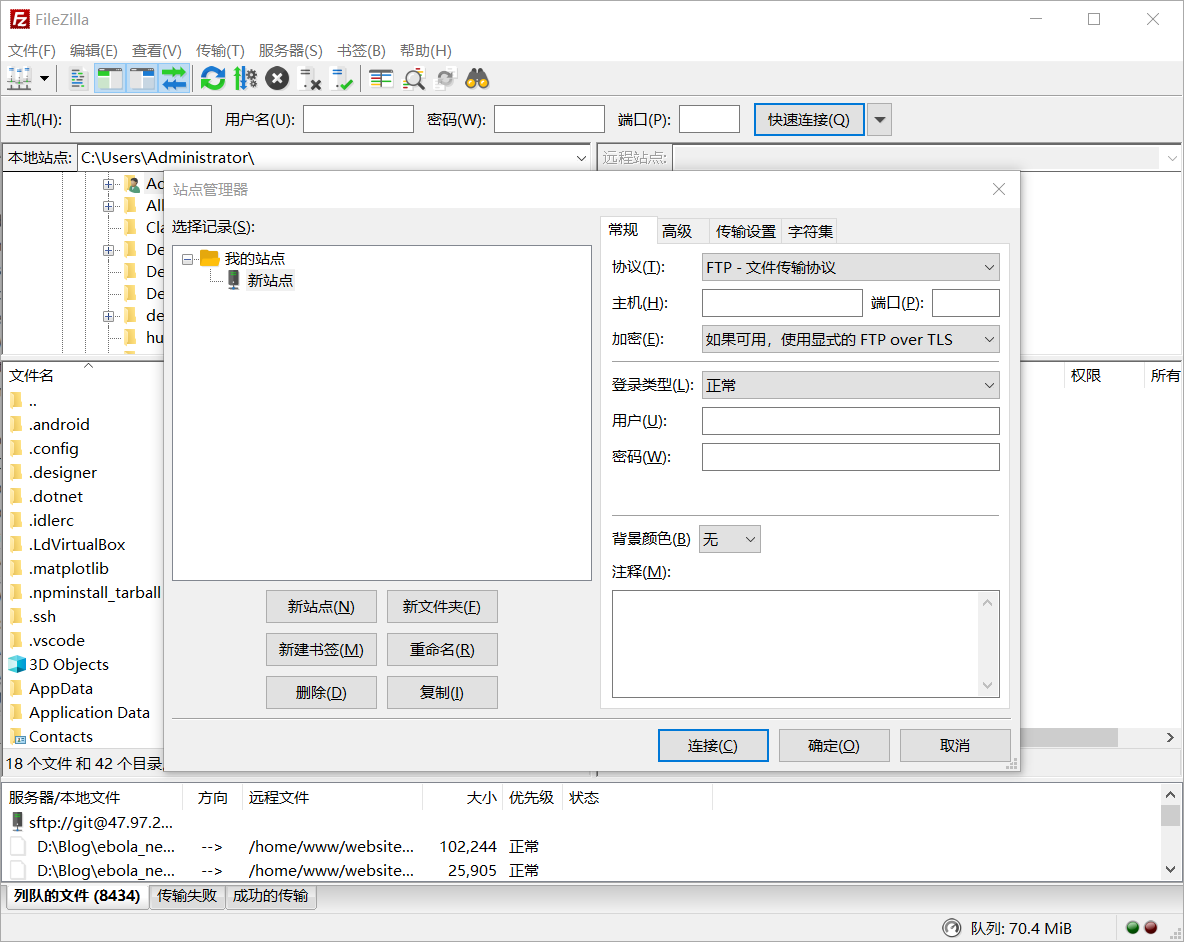 FileZilla
文件(F) 编辑(E) 查看(V) 传输(T) 服务器(S) 书签(B) 帮助(H)
主机(H): 用户名(U): 密码(W): 端口(P): 快速连接(Q)
本地站点: C:\Users\Administrator\ 远程站点:
站点管理器
选择记录(S):
我的站点
新站点
新站点(N) 新文件夹(F)
新建书签(M) 重命名(R)
删除(D) 复制(I)
常规 高级 传输设置 字符集
协议(T): FTP - 文件传输协议
主机(H): 端口(P):
加密(E): 如果可用，使用显式的 FTP over TLS
登录类型(L): 正常
用户(U):
密码(W):
背景颜色(B) 无
注释(M):
连接(C) 确定(O) 取消
Ac
All
Cla
De
De
De
de
hu
文件名 权限 所有
..
.android
.config
.designer
.dotnet
.idlerc
.LdVirtualBox
.matplotlib
.npminstall_tarball
.ssh
.vscode
3D Objects
AppData
Application Data
Contacts
18 个文件 和 42 个目录
服务器/本地文件 方向 远程文件 大小 优先级 状态
sftp://git@47.97.2...
D:\Blog\ebola_ne... --> /home/www/website... 102,244 正常
D:\Blog\ebola_ne... --> /home/www/website... 25,905 正常
列队的文件 (8434) 传输失败 成功的传输
队列: 70.4 MiB